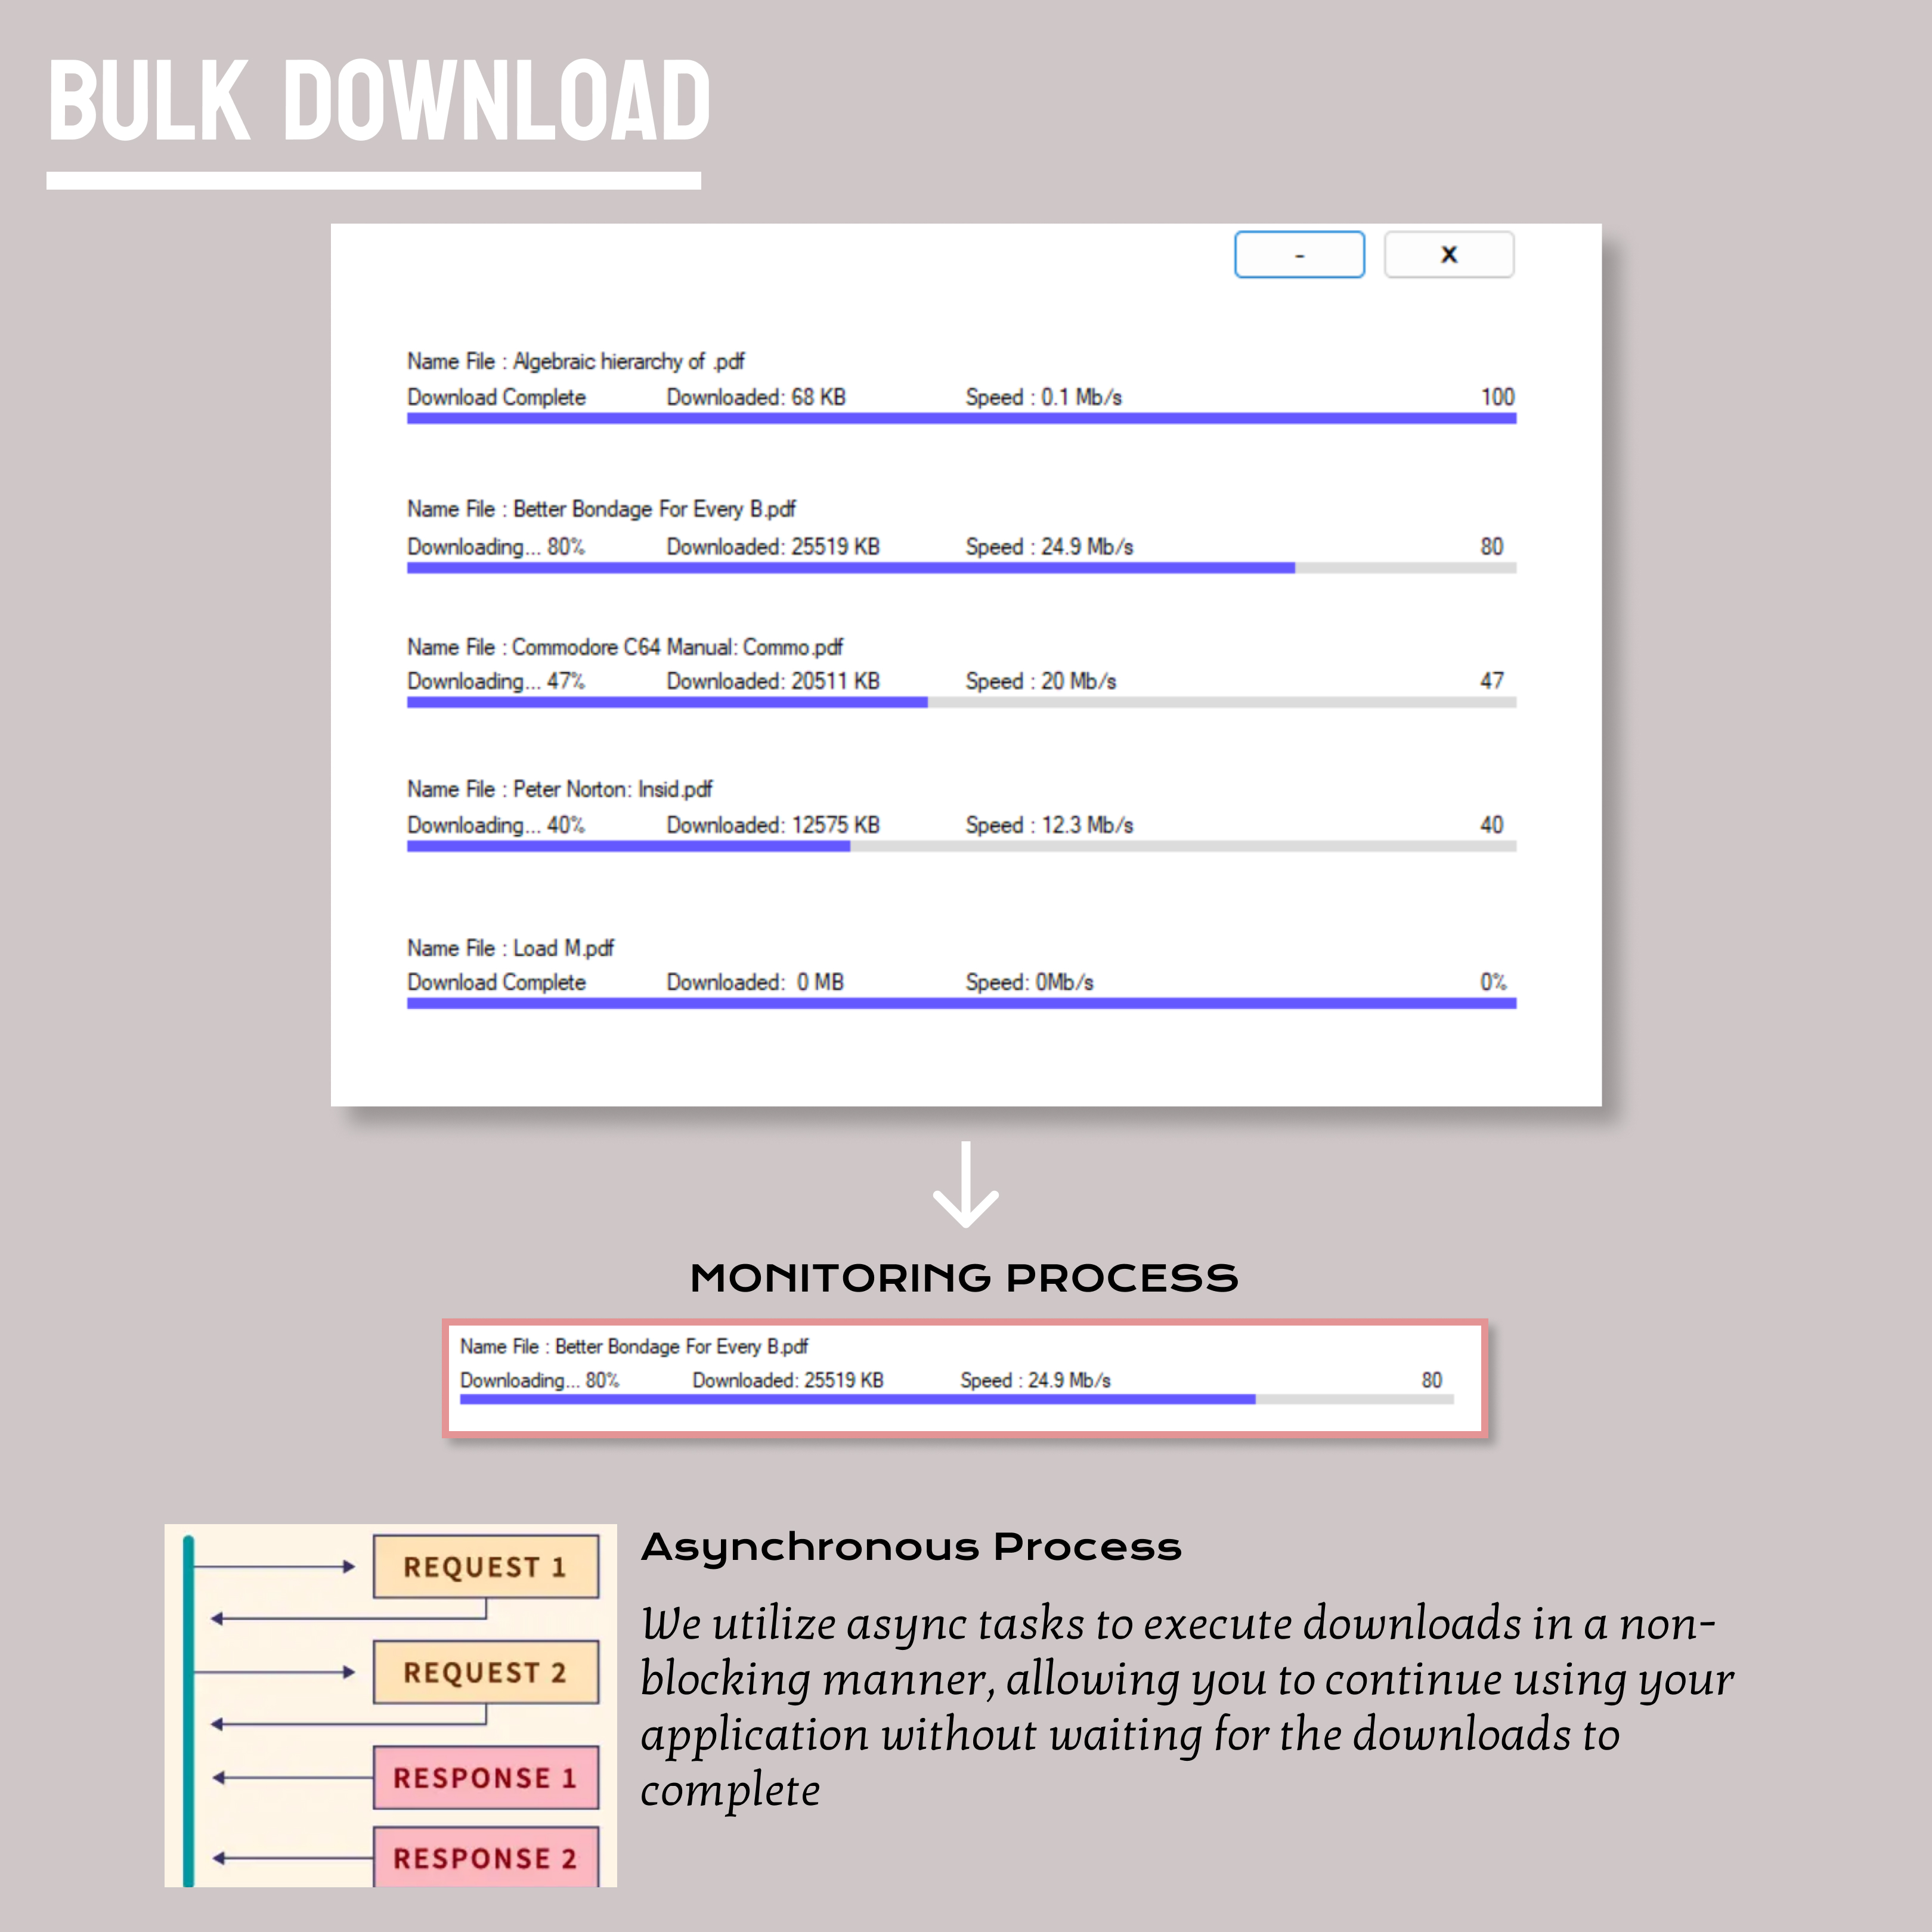 BULK DOWNLOAD
- X
Name File : Algebraic hierarchy of .pdf
Download Complete Downloaded: 68 KB Speed : 0.1 Mb/s 100
Name File : Better Bondage For Every B.pdf
Downloading... 80% Downloaded: 25519 KB Speed : 24.9 Mb/s 80
Name File : Commodore C64 Manual: Commo.pdf
Downloading... 47% Downloaded: 20511 KB Speed : 20 Mb/s 47
Name File : Peter Norton: Insid.pdf
Downloading... 40% Downloaded: 12575 KB Speed : 12.3 Mb/s 40
Name File : Load M.pdf
Download Complete Downloaded: 0 MB Speed: 0Mb/s 0%
MONITORING PROCESS
Name File : Better Bondage For Every B.pdf
Downloading... 80% Downloaded: 25519 KB Speed : 24.9 Mb/s 80
REQUEST 1
REQUEST 2
RESPONSE 1
RESPONSE 2
Asynchronous Process
We utilize async tasks to execute downloads in a non-
blocking manner, allowing you to continue using your
application without waiting for the downloads to
complete